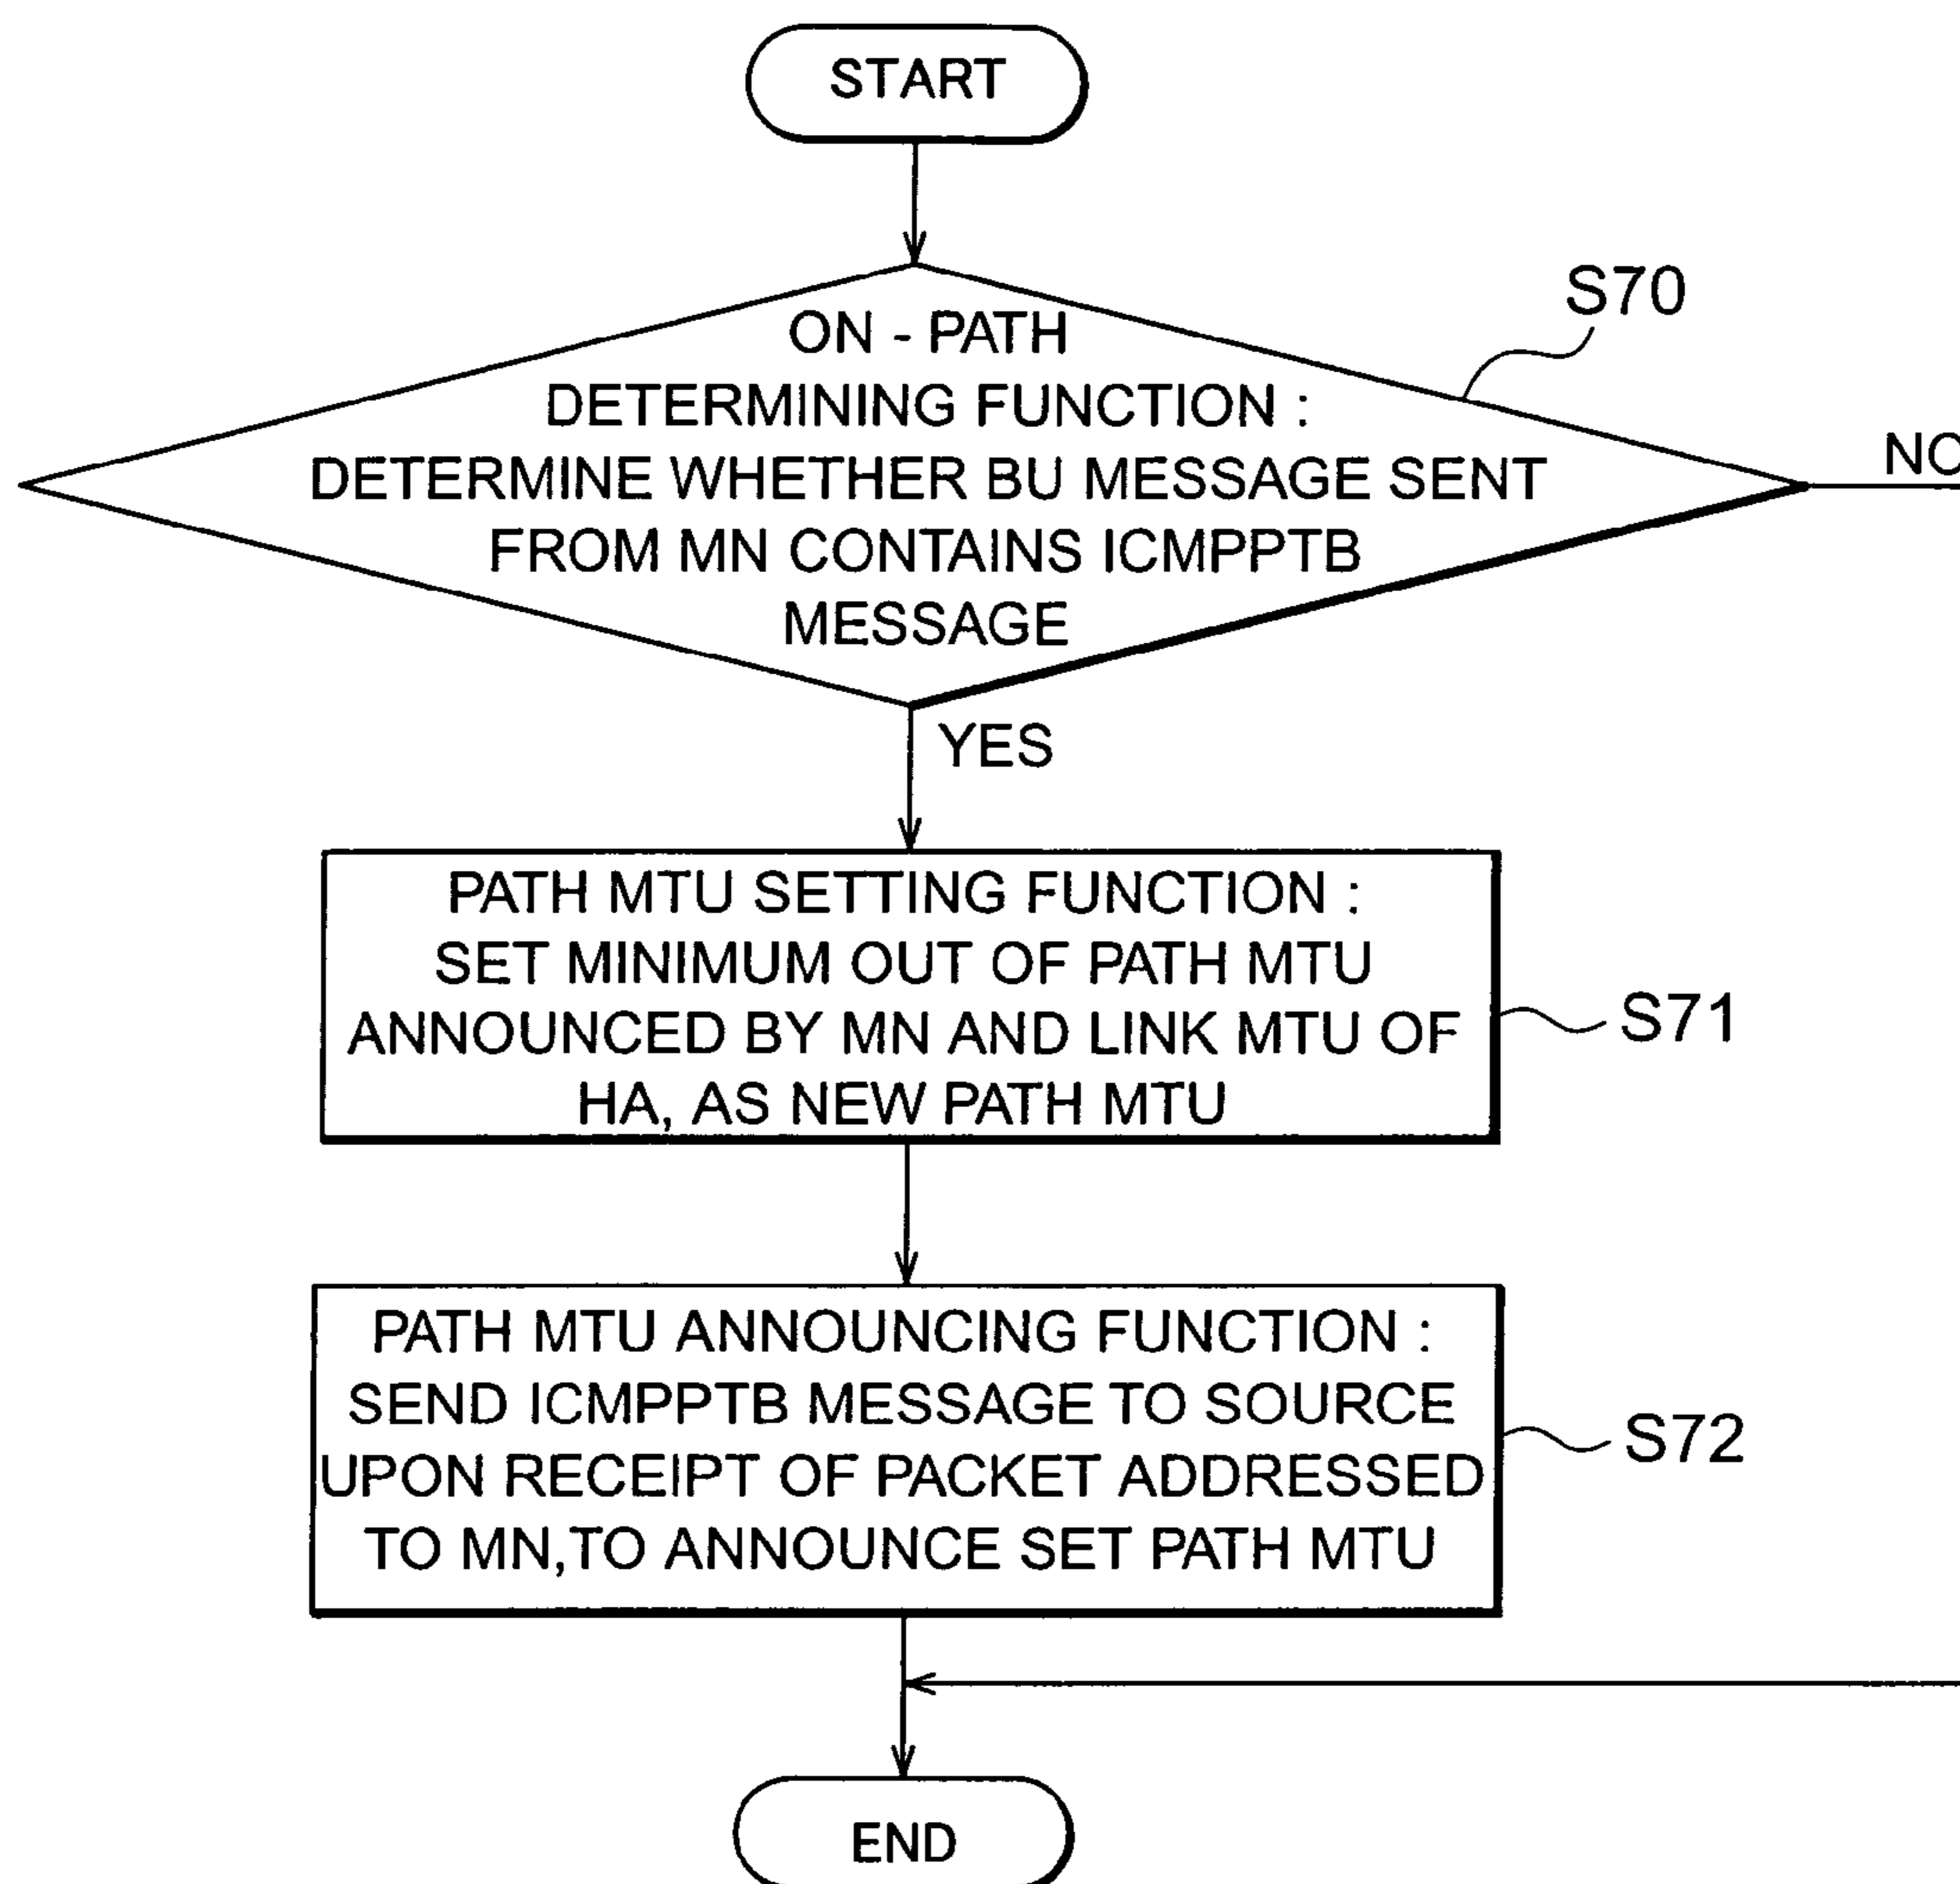 START
S70
ON - PATH
DETERMINING FUNCTION :
DETERMINE WHETHER BU MESSAGE SENT
FROM MN CONTAINS ICMPPTB
MESSAGE
NO
YES
PATH MTU SETTING FUNCTION :
SET MINIMUM OUT OF PATH MTU
ANNOUNCED BY MN AND LINK MTU OF
HA, AS NEW PATH MTU
S71
PATH MTU ANNOUNCING FUNCTION :
SEND ICMPPTB MESSAGE TO SOURCE
UPON RECEIPT OF PACKET ADDRESSED
TO MN,TO ANNOUNCE SET PATH MTU
S72
END